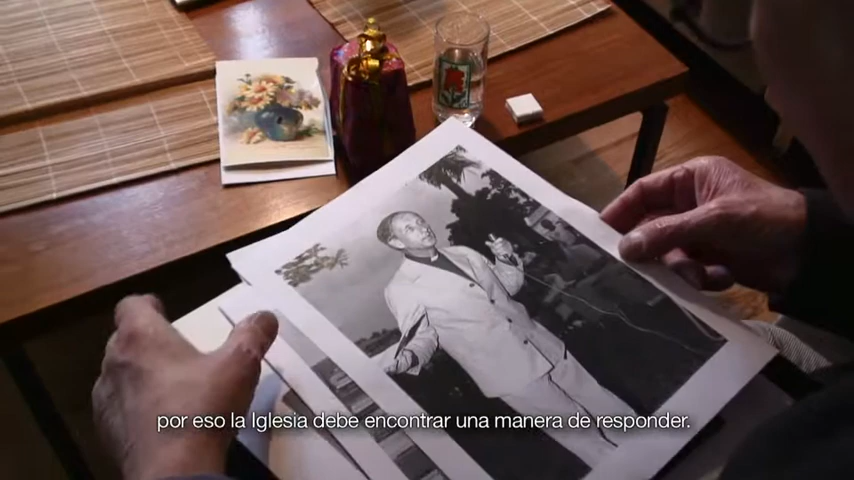 por eso la Iglesia debe encontrar una manera de responder.